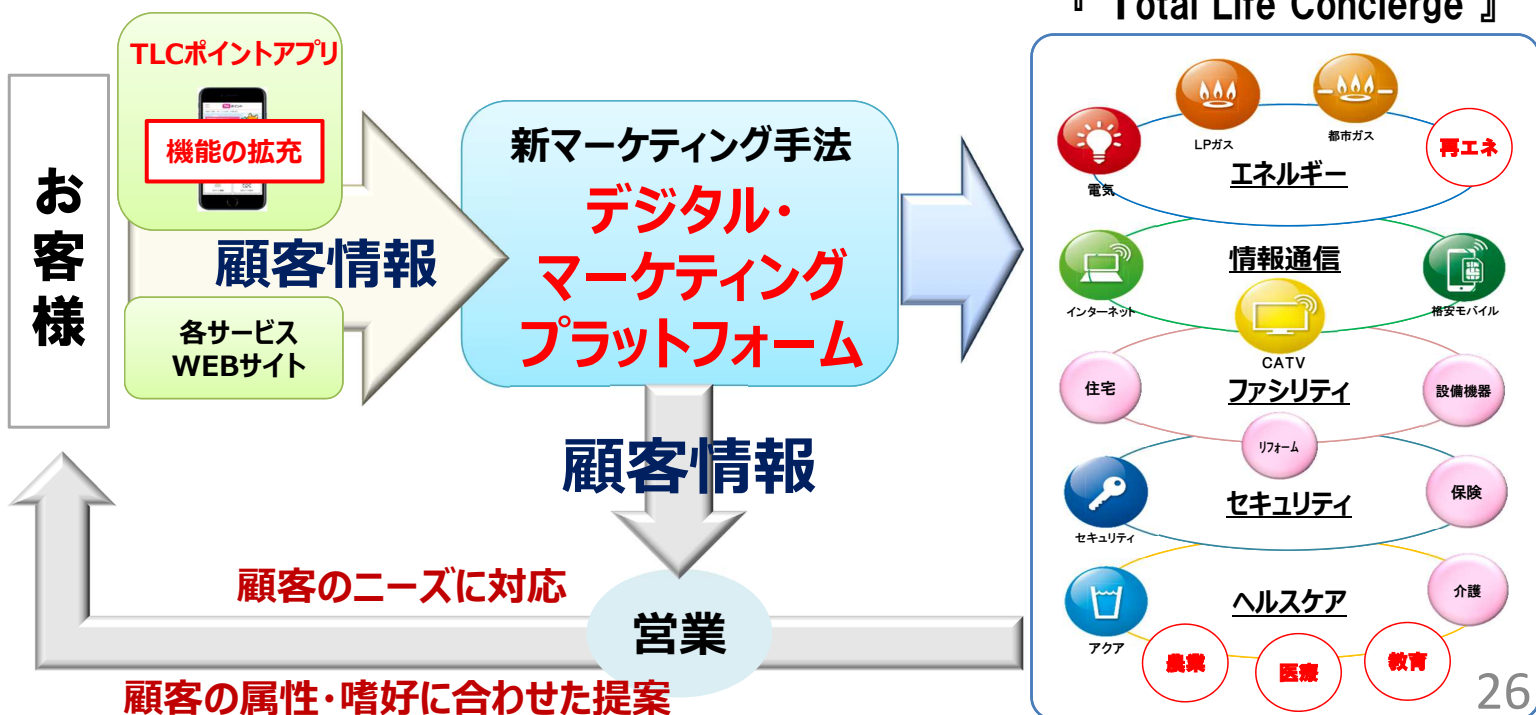 『 Total Life Concierge 』
TLCポイントアプリ
機能の拡充
お客様
顧客情報
各サービス
WEBサイト
新マーケティング手法
デジタル・
マーケティング
プラットフォーム
顧客情報
営業
顧客のニーズに対応
顧客の属性・嗜好に合わせた提案
LPガス
都市ガス
電気
再エネ
エネルギー
情報通信
インターネット
格安モバイル
CATV
住宅
ファシリティ
設備機器
リフォーム
セキュリティ
保険
セキュリティ
ヘルスケア
介護
アクア
農業
医療
教育
26